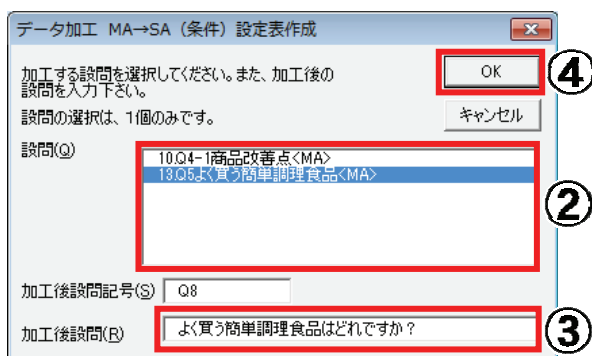 データ加工 MA→SA（条件）設定表作成
加工する設問を選択してください。また、加工後の
設問を入力下さい。
OK
④
設問の選択は、1個のみです。
キャンセル
設問(Q)
10.Q4-1商品改善点<MA>
13.Q5よく買う簡単調理食品<MA>
②
加工後設問記号(S)
Q8
加工後設問(R)
よく買う簡単調理食品はどれですか？
③